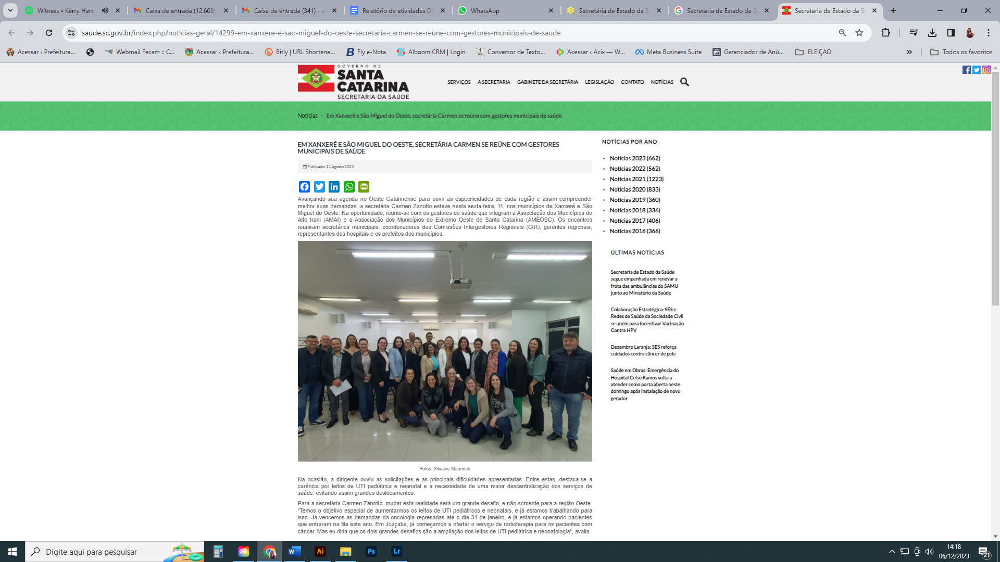 Witness • Kerry Hart
Caixa de entrada (12.608)
Caixa de entrada (341) - a
Relatório de atividades DE
WhatsApp
Secretária de Estado da S
Secretária de Estado da S
Secretaria de Estado da S
saude.sc.gov.br/index.php/noticias-geral/14299-em-xanxere-e-sao-miguel-do-oeste-secretaria-carmen-se-reune-com-gestores-municipais-de-saude
Acessar ‹ Prefeitura...
Webmail Fecam :: C...
Acessar ‹ Prefeitura...
Bitly | URL Shortene...
Fly e-Nota
Alboom CRM | Login
Conversor de Texto...
Acessar ‹ Acix — W...
Meta Business Suite
Gerenciador de Anú...
ELEIÇAO
Todos os favoritos
GOVERNO DE
SANTA
CATARINA
SECRETARIA DA SAÚDE
SERVIÇOS A SECRETARIA GABINETE DA SECRETÁRIA LEGISLAÇÃO CONTATO NOTÍCIAS
Notícias › Em Xanxerê e São Miguel do Oeste, secretária Carmen se reúne com gestores municipais de saúde
EM XANXERÊ E SÃO MIGUEL DO OESTE, SECRETÁRIA CARMEN SE REÚNE COM GESTORES
MUNICIPAIS DE SAÚDE
Publicado: 11 Agosto 2023
Avançando sua agenda no Oeste Catarinense para ouvir as especificidades de cada região e assim compreender
melhor suas demandas, a secretária Carmen Zanotto esteve nesta sexta-feira, 11, nos municípios de Xanxerê e São
Miguel do Oeste. Na oportunidade, reuniu-se com os gestores de saúde que integram a Associação dos Municípios do
Alto Irani (AMAI) e a Associação dos Municípios do Extremo Oeste de Santa Catarina (AMEOSC). Os encontros
reuniram secretários municipais, coordenadores das Comissões Intergestores Regionais (CIR), gerentes regionais,
representantes dos hospitais e os prefeitos dos municípios.
Fotos: Silviane Mannrich
Na ocasião, a dirigente ouviu as solicitações e as principais dificuldades apresentadas. Entre estas, destaca-se a
carência por leitos de UTI pediátrica e neonatal e a necessidade de uma maior descentralização dos serviços de
saúde, evitando assim grandes deslocamentos.
Para a secretária Carmen Zanotto, mudar esta realidade será um grande desafio, e não somente para a região Oeste.
“Temos o objetivo especial de aumentarmos os leitos de UTI pediátricos e neonatais, e já estamos trabalhando para
isso. Já vencemos as demandas da oncologia represadas até o dia 31 de janeiro, e já estamos operando pacientes
que entraram na fila este ano. Em Joaçaba, já começamos a ofertar o serviço de radioterapia para os pacientes com
câncer. Mas eu diria que os dois grandes desafios são a ampliação dos leitos de UTI pediátrica e neonatologia”, avalia.
NOTÍCIAS POR ANO
Notícias 2023 (662)
Notícias 2022 (562)
Notícias 2021 (1223)
Notícias 2020 (833)
Notícias 2019 (360)
Notícias 2018 (336)
Notícias 2017 (406)
Notícias 2016 (366)
ÚLTIMAS NOTÍCIAS
Secretaria de Estado da Saúde
segue empenhada em renovar a
frota das ambulâncias do SAMU
junto ao Ministério da Saúde
Colaboração Estratégica: SES e
Redes de Saúde da Sociedade Civil
se unem para Incentivar Vacinação
Contra HPV
Dezembro Laranja: SES reforça
cuidados contra câncer de pele
Saúde em Obras: Emergência do
Hospital Celso Ramos volta a
atender como porta aberta neste
domingo após instalação de novo
gerador
Digite aqui para pesquisar
Ai
Ps
Lr
14:18
06/12/2023
21